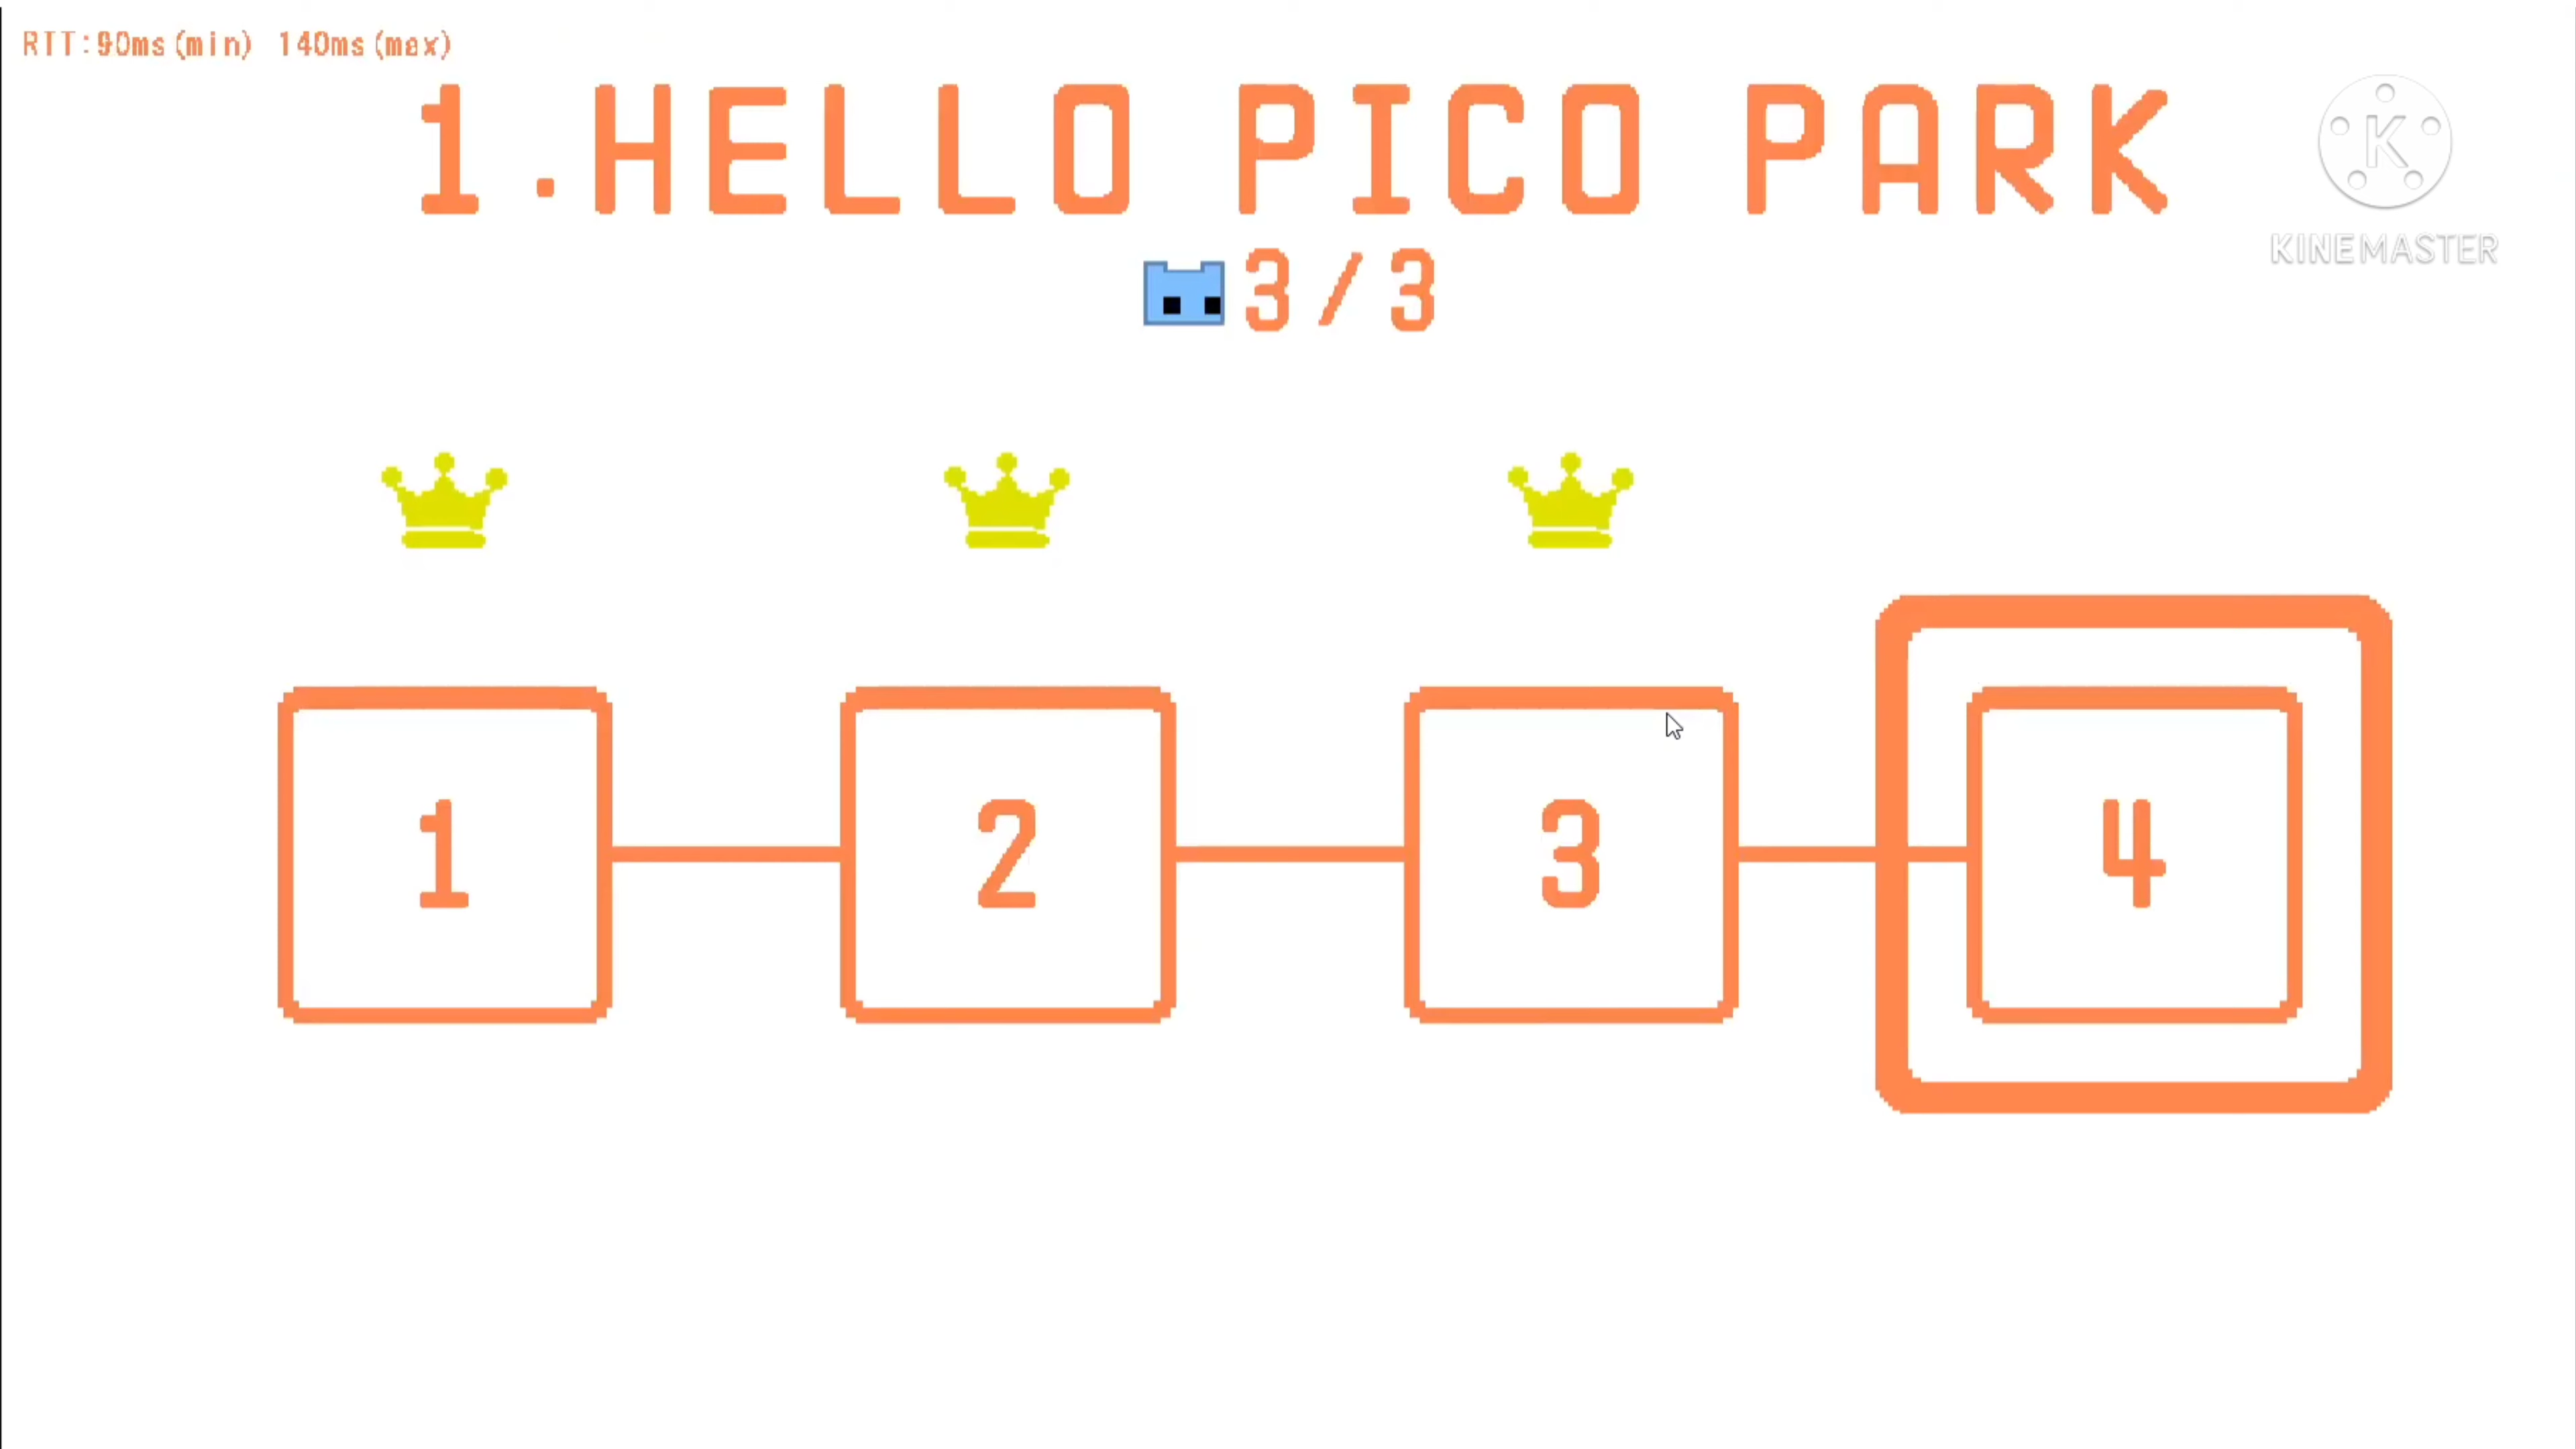 RTT:90ms(min) 140ms(max)
1.HELLO PICO PARK
3/3
K
KINEMASTER
1
2
3
4